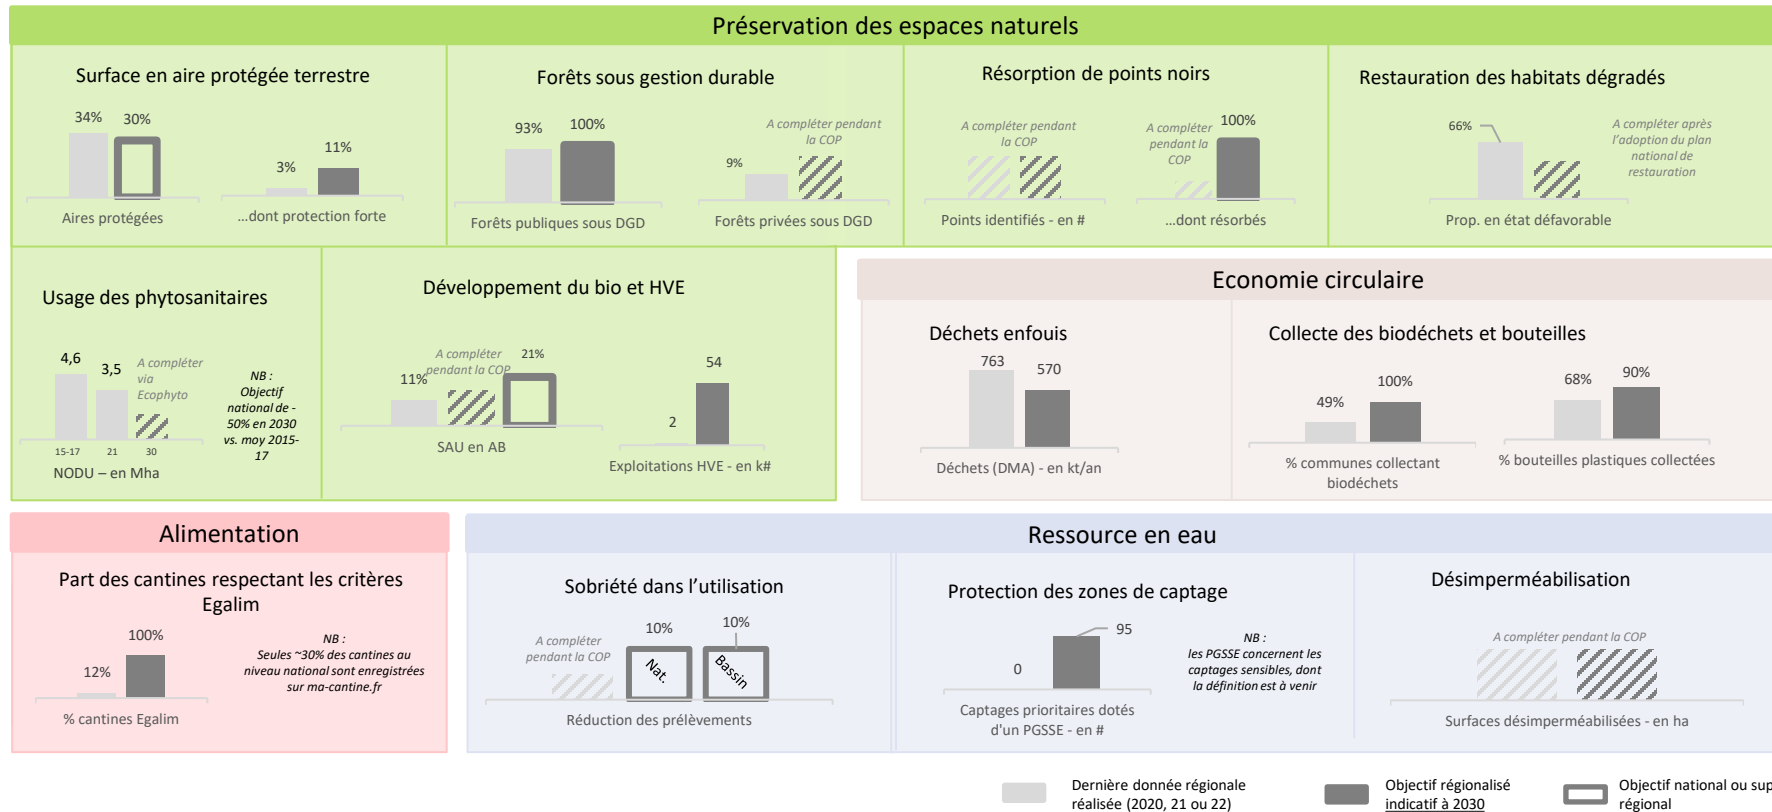 Préservation des espaces naturels
Surface en aire protégée terrestre
34%
30%
Aires protégées
3%
11%
...dont protection forte
Forêts sous gestion durable
93%
100%
Forêts publiques sous DGD
A compléter pendant
la COP
9%
Forêts privées sous DGD
Résorption de points noirs
A compléter pendant
la COP
Points identifiés - en #
A compléter
pendant la
COP
100%
...dont résorbés
Restauration des habitats dégradés
66%
A compléter après
l'adoption du plan
national de
restauration
Prop. en état défavorable
Usage des phytosanitaires
4,6
3,5
A compléter
via
Ecophyto
15-17
21
30
NODU – en Mha
NB :
Objectif
national de -
50% en 2030
vs. moy 2015-
17
Développement du bio et HVE
11%
A compléter
pendant la COP
21%
SAU en AB
2
54
Exploitations HVE - en k#
Economie circulaire
Déchets enfouis
763
570
Déchets (DMA) - en kt/an
Collecte des biodéchets et bouteilles
49%
100%
% communes collectant
biodéchets
68%
90%
% bouteilles plastiques collectées
Alimentation
Part des cantines respectant les critères
Egalim
12%
100%
% cantines Egalim
NB :
Seules ~30% des cantines au
niveau national sont enregistrées
sur ma-cantine.fr
Ressource en eau
Sobriété dans l'utilisation
A compléter
pendant la COP
10%
Nat.
10%
Bassin
Réduction des prélèvements
Protection des zones de captage
0
95
Captages prioritaires dotés
d'un PGSSE - en #
NB :
les PGSSE concernent les
captages sensibles, dont
la définition est à venir
Désimperméabilisation
A compléter pendant la COP
Surfaces désimperméabilisées - en ha
Dernière donnée régionale
réalisée (2020, 21 ou 22)
Objectif régionalisé
indicatif à 2030
Objectif national ou sup
régional